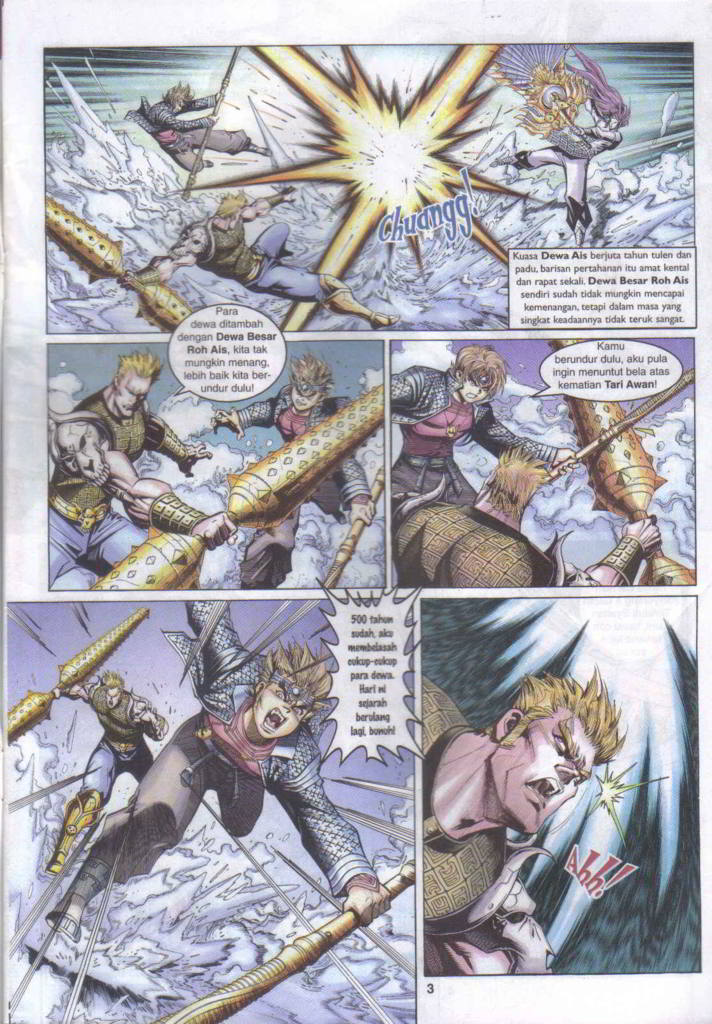 Chuangg!
Kuasa Dewa Ais berjuta tahun tulen dan
padu, barisan pertahanan itu amat kental
dan rapat sekali. Dewa Besar Roh Ais
sendiri sudah tidak mungkin mencapai
kemenangan, tetapi dalam masa yang
singkat keadaannya tidak teruk sangat.
Para
dewa ditambah
dengan Dewa Besar
Roh Ais, kita tak
mungkin menang,
lebih baik kita ber-
undur dulu!
Kamu
berundur dulu, aku pula
ingin menuntut bela atas
kematian Tari Awan!
500 tahun
sudah, aku
membelasah
cukup-cukup
para dewa.
Hari ni
sejarah
berulang
lagi, bunuh!
Ahh!
3